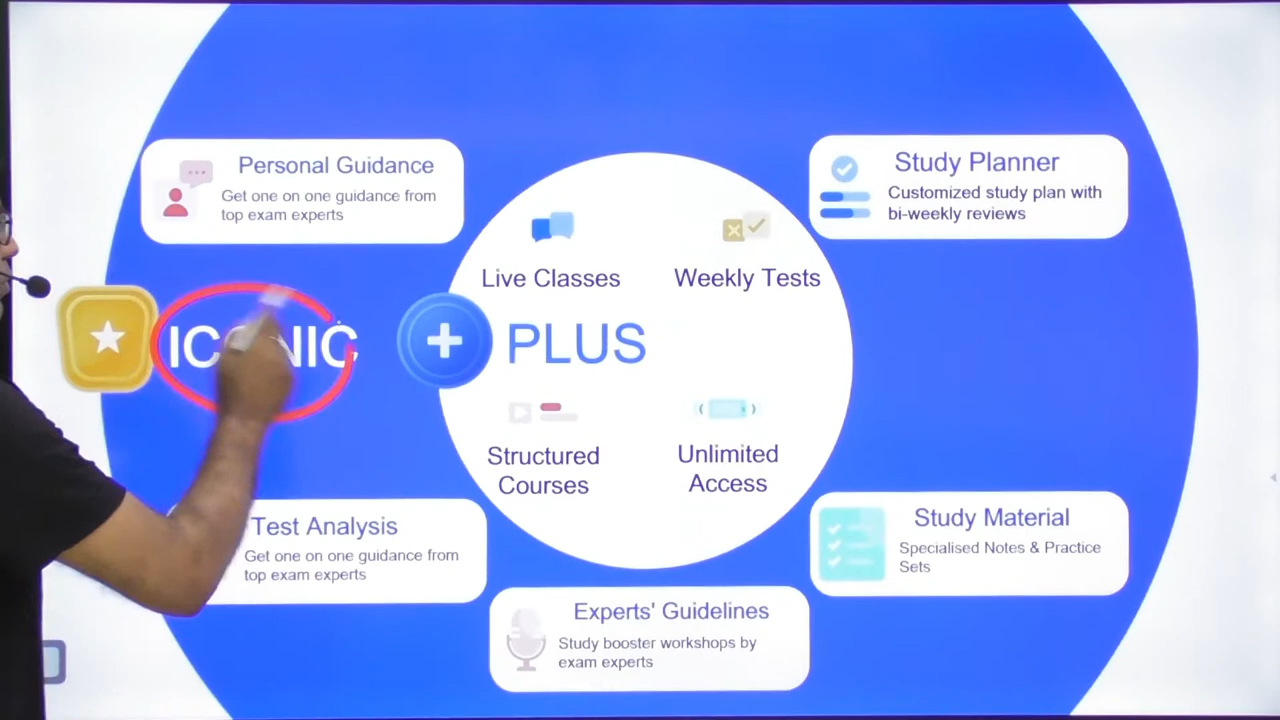 Personal Guidance
Get one on one guidance from
top exam experts
Study Planner
Customized study plan with
bi-weekly reviews
Live Classes
Weekly Tests
ICONIC
PLUS
Structured
Courses
Unlimited
Access
Test Analysis
Get one on one guidance from
top exam experts
Study Material
Specialised Notes & Practice
Sets
Experts' Guidelines
Study booster workshops by
exam experts